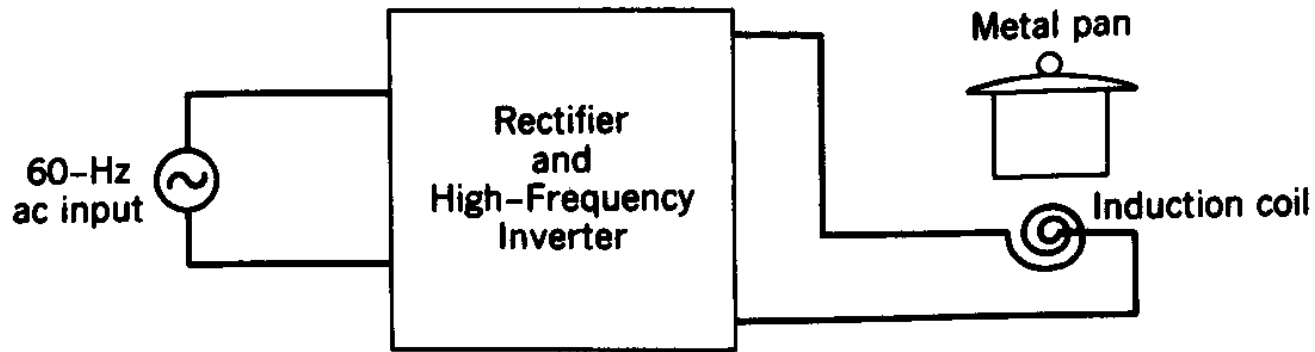 60-Hz
ac input
Rectifier
and
High-Frequency
Inverter
Metal pan
Induction coil